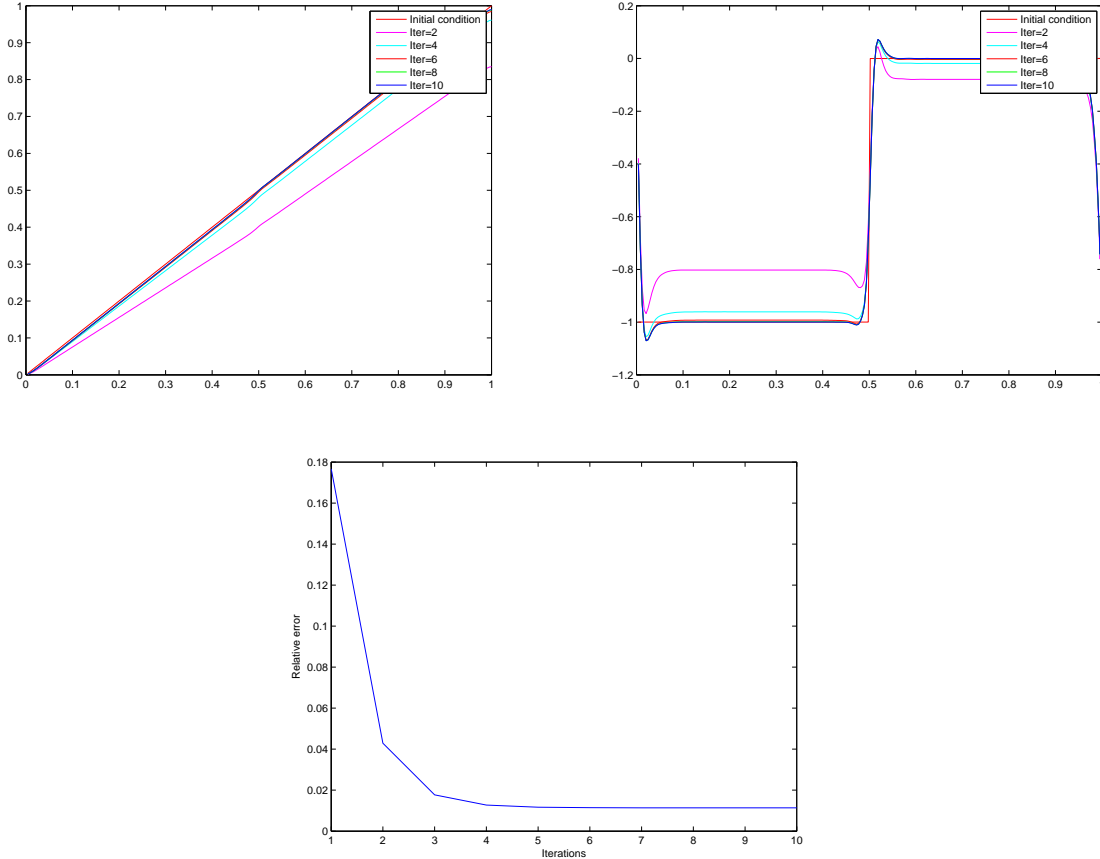 1
0.9
0.8
0.7
0.6
0.5
0.4
0.3
0.2
0.1
0
0 0.1 0.2 0.3 0.4 0.5 0.6 0.7 0.8 0.9 1
Initial condition
Iter=2
Iter=4
Iter=6
Iter=8
Iter=10
0.2
0
−0.2
−0.4
−0.6
−0.8
−1
−1.2
0 0.1 0.2 0.3 0.4 0.5 0.6 0.7 0.8 0.9
Initial condition
Iter=2
Iter=4
Iter=6
Iter=8
Iter=10
0.18
0.16
0.14
0.12
0.1
0.08
0.06
0.04
0.02
0
Relative error
1 2 3 4 5 6 7 8 9 10
Iterations